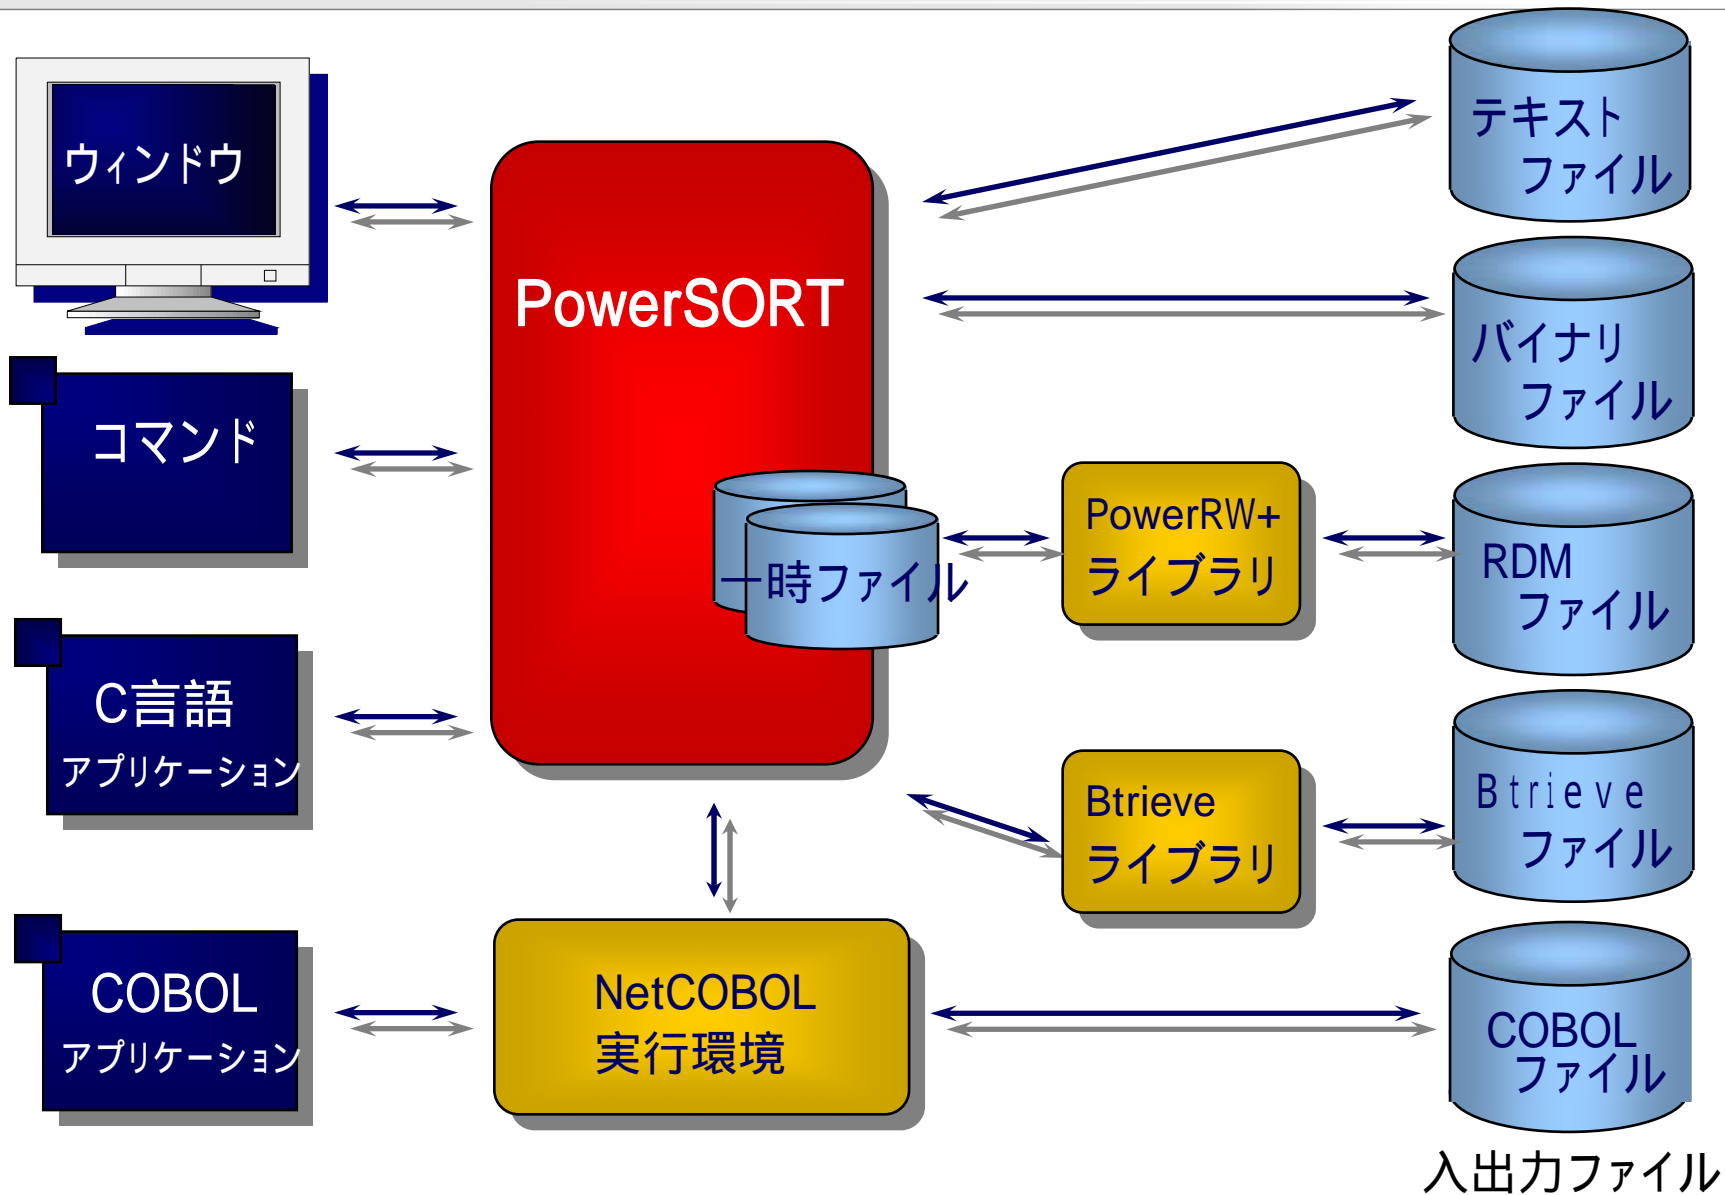 ウィンドウ
コマンド
C言語
アプリケーション
COBOL
アプリケーション
PowerSORT
一時ファイル
NetCOBOL
実行環境
PowerRW+
ライブラリ
Btrieve
ライブラリ
テキスト
ファイル
バイナリ
ファイル
RDM
ファイル
Btrieve
ファイル
COBOL
ファイル
入出力ファイル